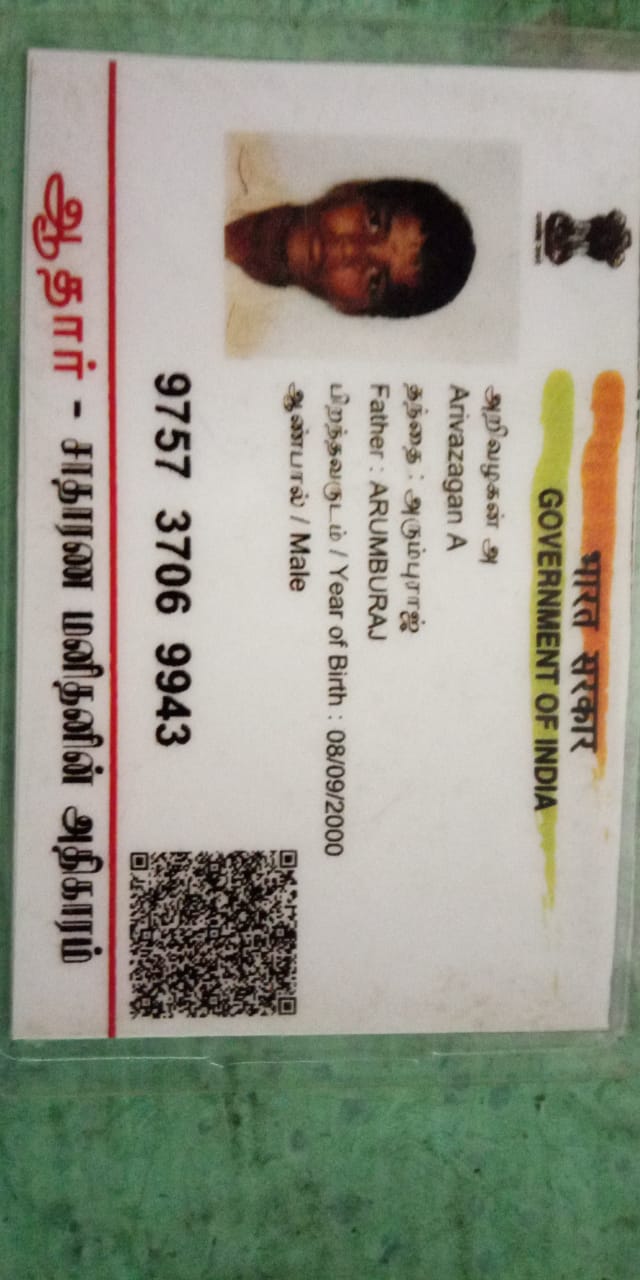 भारत सरकार
GOVERNMENT OF INDIA
அறிவழகன் அ
Arivazagan A
தந்தை : அரும்புராஜ்
Father : ARUMBURAJ
பிறந்தவருடம் / Year of Birth : 08/09/2000
ஆண்பால் / Male
9757 3706 9943
ஆதார் - சாதாரண மனிதனின் அதிகாரம்